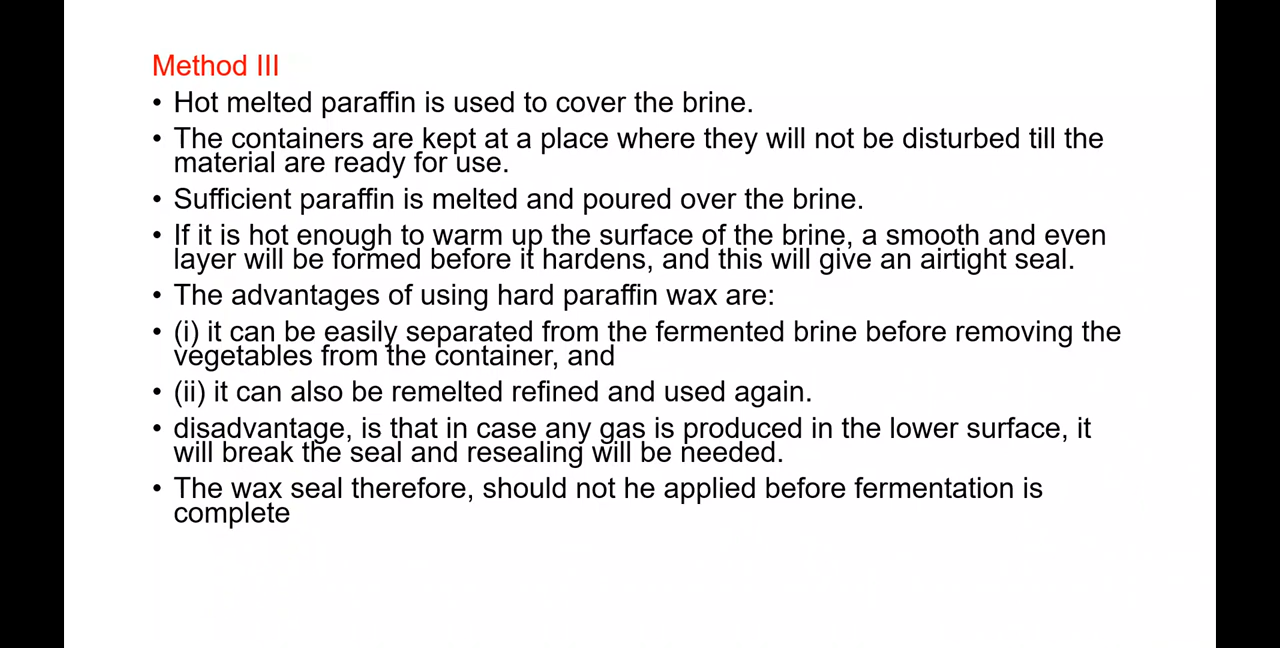 Method III
• Hot melted paraffin is used to cover the brine.
• The containers are kept at a place where they will not be disturbed till the
material are ready for use.
• Sufficient paraffin is melted and poured over the brine.
• If it is hot enough to warm up the surface of the brine, a smooth and even
layer will be formed before it hardens, and this will give an airtight seal.
• The advantages of using hard paraffin wax are:
• (i) it can be easily separated from the fermented brine before removing the
vegetables from the container, and
• (ii) it can also be remelted refined and used again.
• disadvantage, is that in case any gas is produced in the lower surface, it
will break the seal and resealing will be needed.
• The wax seal therefore, should not he applied before fermentation is
complete